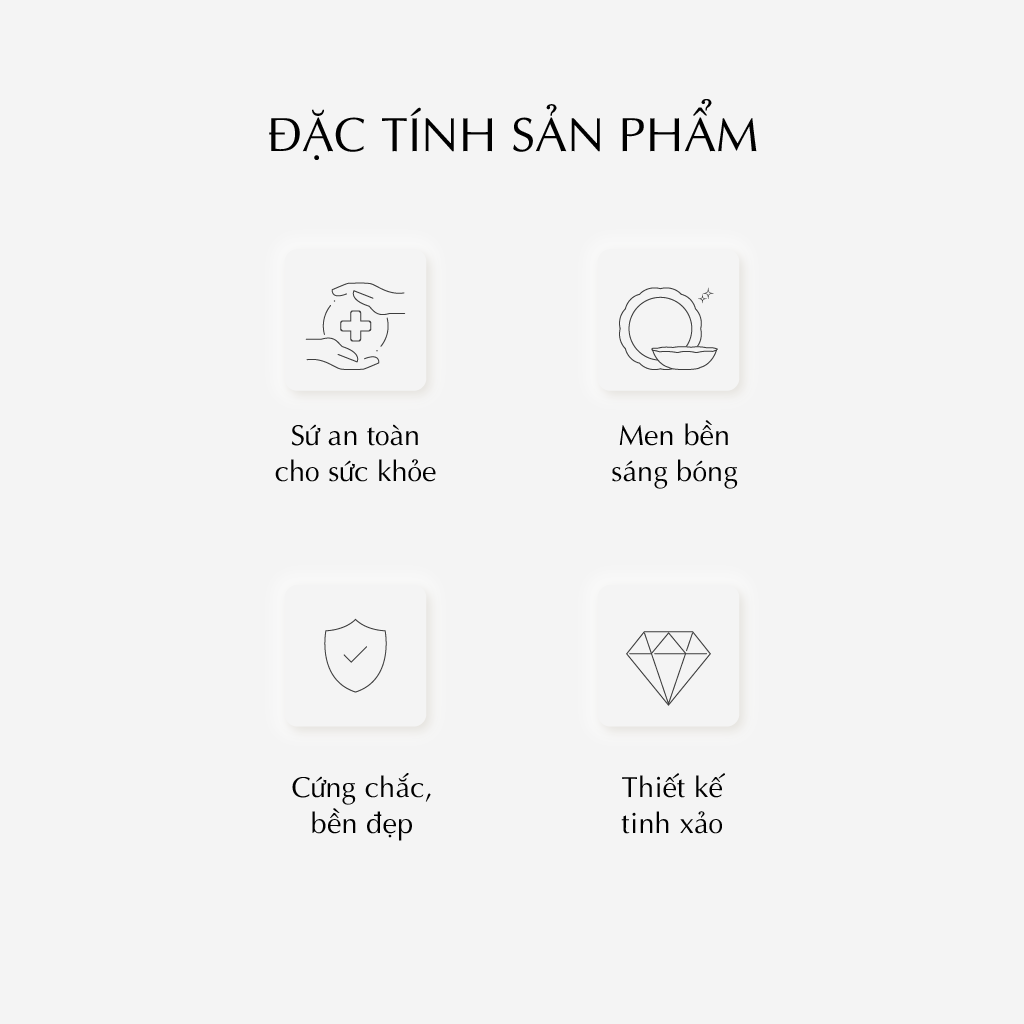 ĐẶC TÍNH SẢN PHẨM
Sứ an toàn
cho sức khỏe
Men bền
sáng bóng
Cứng chắc,
bền đẹp
Thiết kế
tinh xảo